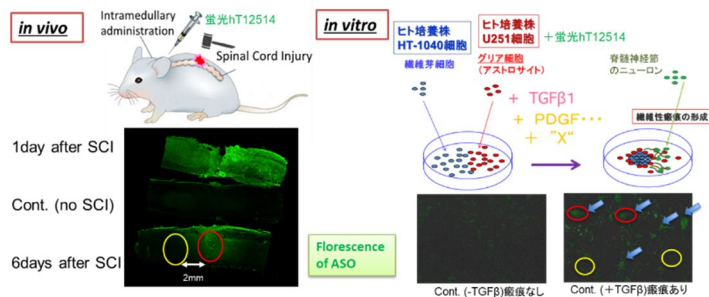 in vivo
Intramedullary
administration
蛍光hT12514
Spinal Cord Injury
1day after SCI
Cont. (no SCI)
6days after SCI
2mm
Florescence
of ASO
in vitro
ヒト培養株
HT-1040細胞
繊維芽細胞
ヒト培養株
U251細胞
グリア細胞
(アストロサイト)
+蛍光hT12514
+ TGFβ1
+ PDGF・・・
+ "X"
脊髄神経節
のニューロン
繊維性瘢痕の形成
Cont. (-TGFβ)瘢痕なし
Cont. (+TGFβ)瘢痕あり